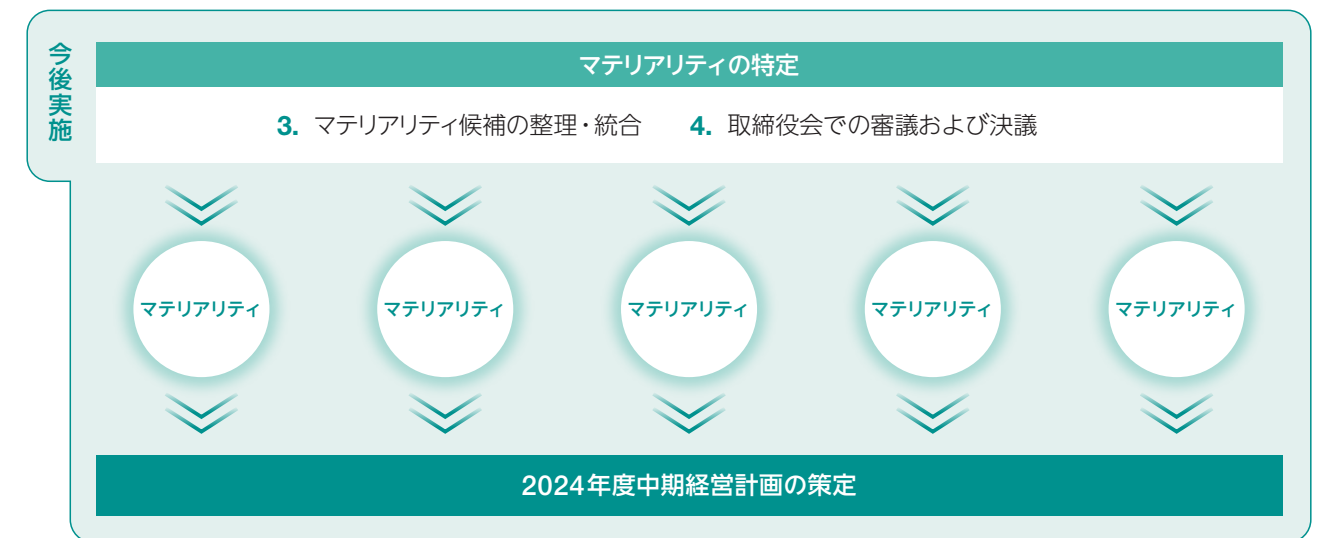 今後実施
マテリアリティの特定
3. マテリアリティ候補の整理・統合 4. 取締役会での審議および決議
マテリアリティ
マテリアリティ
マテリアリティ
マテリアリティ
マテリアリティ
2024年度中期経営計画の策定